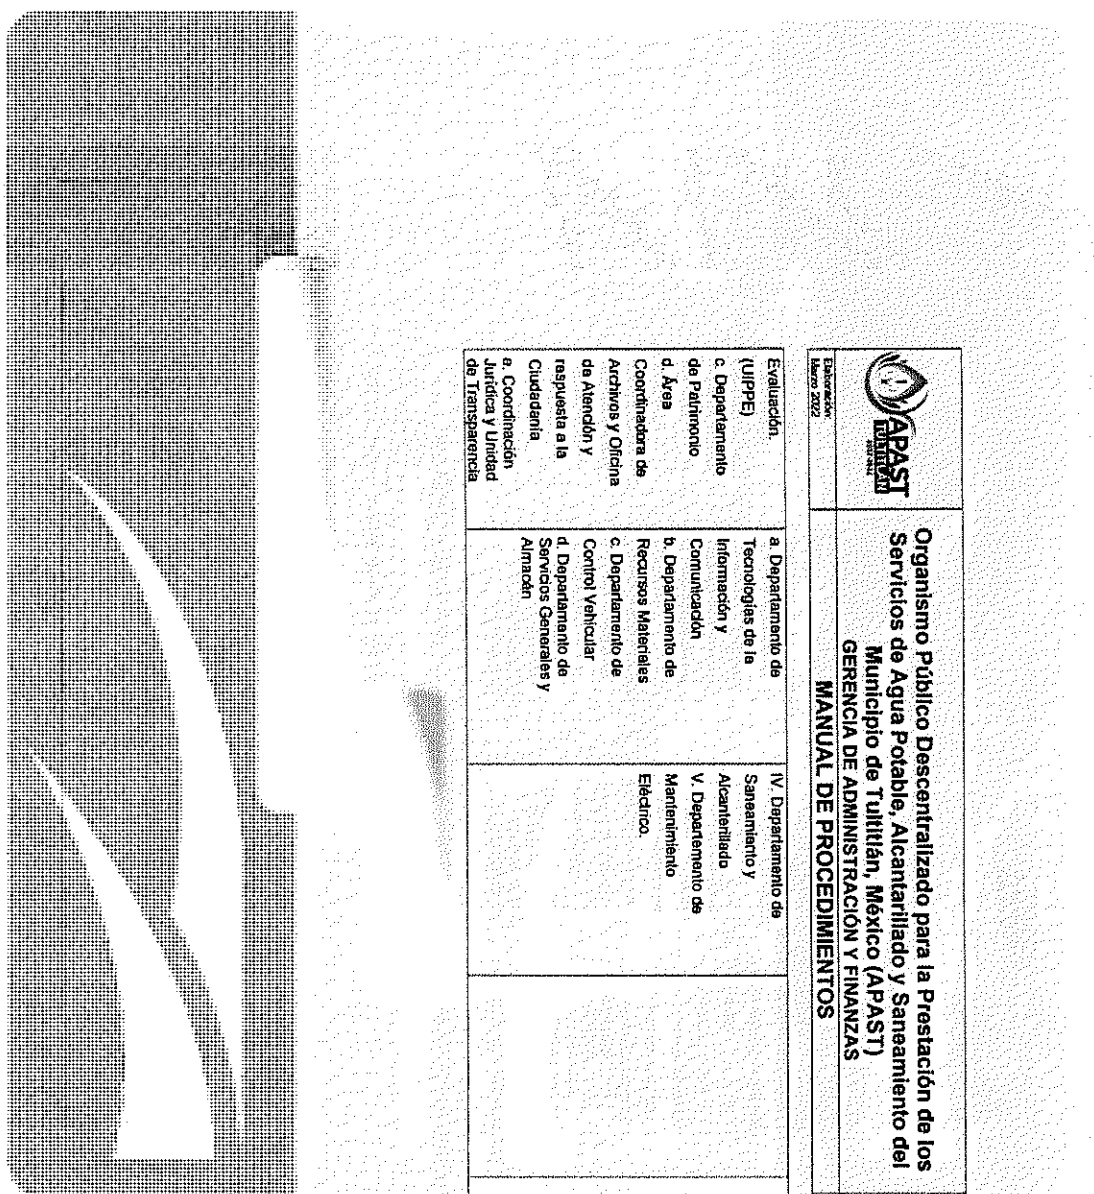 APAST
TULTITLÁN
Organismo Público Descentralizado para la Prestación de los
Servicios de Agua Potable, Alcantarillado y Saneamiento del
Municipio de Tultitlán, México (APAST)
GERENCIA DE ADMINISTRACIÓN Y FINANZAS
Elaboración:
Marzo 2022
MANUAL DE PROCEDIMIENTOS
Evaluación.
(UIPPE)
c. Departamento
de Patrimonio
d. Área
Coordinadora de
Archivos y Oficina
de Atención y
respuesta a la
Ciudadanía
a. Coordinación
Jurídica y Unidad
de Transparencia
a. Departamento de
Tecnologías de la
Información y
Comunicación
b. Departamento de
Recursos Materiales
c. Departamento de
Control Vehicular
d. Departamento de
Servicios Generales y
Almacén
IV. Departamento de
Saneamiento y
Alcantarillado
V. Departamento de
Mantenimiento
Eléctrico.